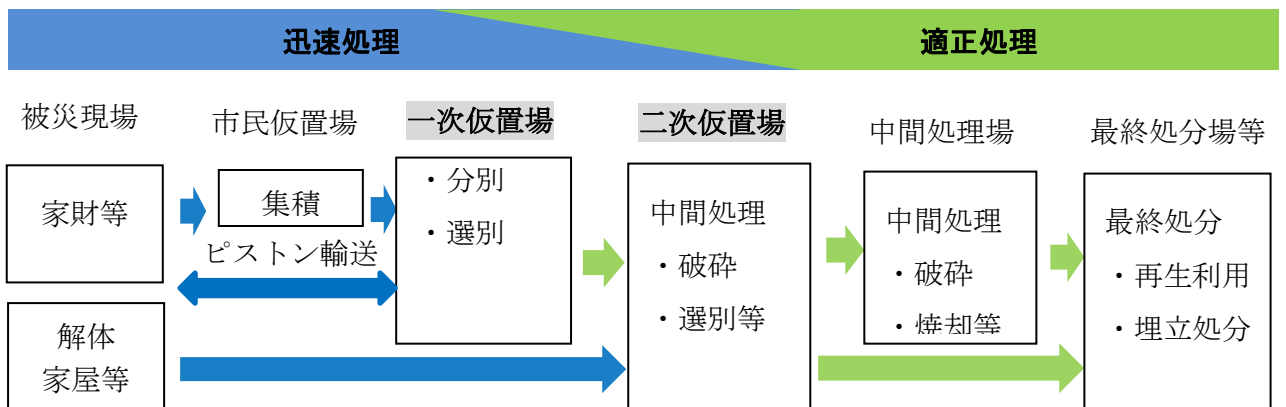 迅速処理
適正処理
被災現場
市民仮置場
一次仮置場
二次仮置場
中間処理場
最終処分場等
家財等
集積
ピストン輸送
・分別
・選別
中間処理
・破砕
・選別等
中間処理
・破砕
・焼却等
最終処分
・再生利用
・埋立処分
解体
家屋等